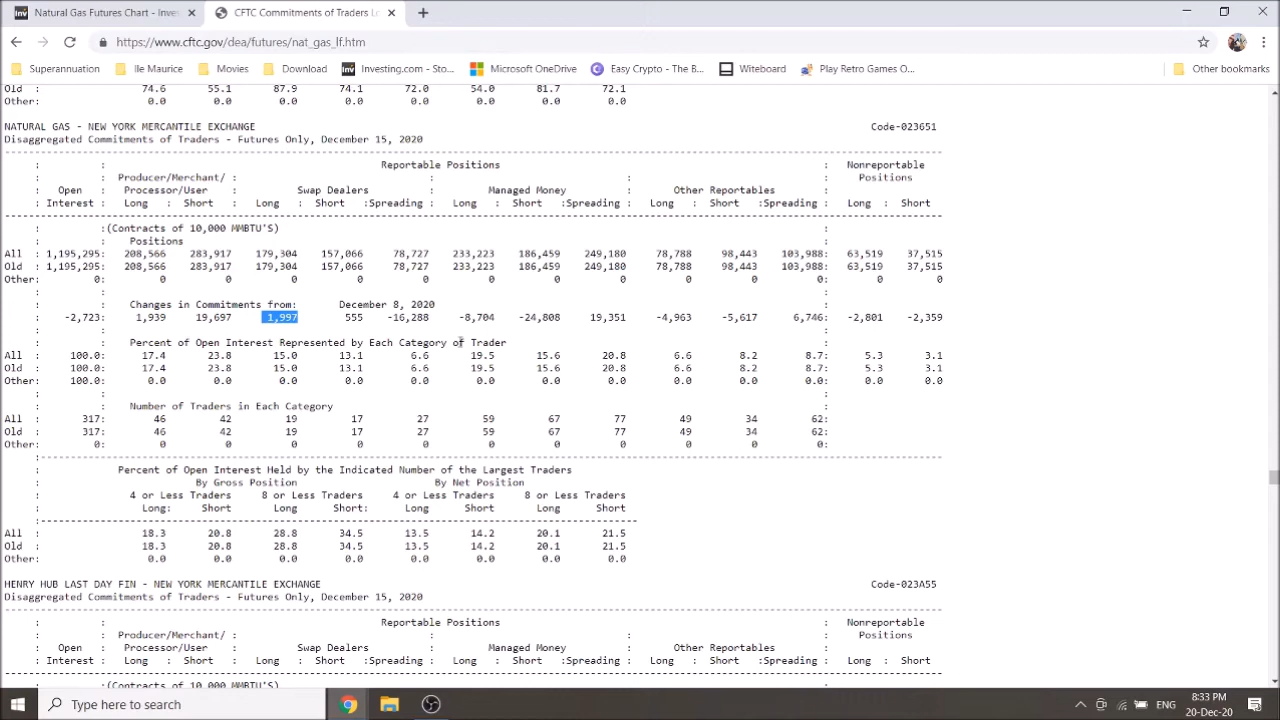 Natural Gas Futures Chart - Inves
CFTC Commitments of Traders Lo
https://www.cftc.gov/dea/futures/nat_gas_lf.htm
Superannuation Ile Maurice Movies Download Investing.com - Sto... Microsoft OneDrive Easy Crypto - The B... Witeboard Play Retro Games O... Other bookmarks
Old : 74.6 55.1 87.9 74.1 72.0 54.0 81.7 72.1
Other: 0.0 0.0 0.0 0.0 0.0 0.0 0.0 0.0
NATURAL GAS - NEW YORK MERCANTILE EXCHANGE Code-023651
Disaggregated Commitments of Traders - Futures Only, December 15, 2020
: : Reportable Positions : Nonreportable
: : Producer/Merchant/ : : : : Positions
: Open : Processor/User : Swap Dealers : Managed Money : Other Reportables :
: Interest : Long : Short : Long : Short :Spreading : Long : Short :Spreading : Long : Short :Spreading : Long : Short
: :(Contracts of 10,000 MMBTU'S) :
: : Positions :
All : 1,195,295: 208,566 283,917 179,304 157,066 78,727 233,223 186,459 249,180 78,788 98,443 103,988: 63,519 37,515
Old : 1,195,295: 208,566 283,917 179,304 157,066 78,727 233,223 186,459 249,180 78,788 98,443 103,988: 63,519 37,515
Other: 0: 0 0 0 0 0 0 0 0 0 0 0: 0 0
: : :
: : Changes in Commitments from: December 8, 2020 :
: -2,723: 1,939 19,697 1,997 555 -16,288 -8,704 -24,808 19,351 -4,963 -5,617 6,746: -2,801 -2,359
: : :
: : Percent of Open Interest Represented by Each Category of Trader :
All : 100.0: 17.4 23.8 15.0 13.1 6.6 19.5 15.6 20.8 6.6 8.2 8.7: 5.3 3.1
Old : 100.0: 17.4 23.8 15.0 13.1 6.6 19.5 15.6 20.8 6.6 8.2 8.7: 5.3 3.1
Other: 100.0: 0.0 0.0 0.0 0.0 0.0 0.0 0.0 0.0 0.0 0.0 0.0: 0.0 0.0
: : :
: : Number of Traders in Each Category :
All : 317: 46 42 19 17 27 59 67 77 49 34 62:
Old : 317: 46 42 19 17 27 59 67 77 49 34 62:
Other: 0: 0 0 0 0 0 0 0 0 0 0 0:
: Percent of Open Interest Held by the Indicated Number of the Largest Traders
: By Gross Position By Net Position
: 4 or Less Traders 8 or Less Traders 4 or Less Traders 8 or Less Traders
: Long: Short Long Short: Long Short Long Short
All : 18.3 20.8 28.8 34.5 13.5 14.2 20.1 21.5
Old : 18.3 20.8 28.8 34.5 13.5 14.2 20.1 21.5
Other: 0.0 0.0 0.0 0.0 0.0 0.0 0.0 0.0
HENRY HUB LAST DAY FIN - NEW YORK MERCANTILE EXCHANGE Code-023A55
Disaggregated Commitments of Traders - Futures Only, December 15, 2020
: : Reportable Positions : Nonreportable
: : Producer/Merchant/ : : : : Positions
: Open : Processor/User : Swap Dealers : Managed Money : Other Reportables :
: Interest : Long : Short : Long : Short :Spreading : Long : Short :Spreading : Long : Short :Spreading : Long : Short
: :(Contracts of 10,000 MMBTU'S) :
Type here to search
8:33 PM
20-Dec-20